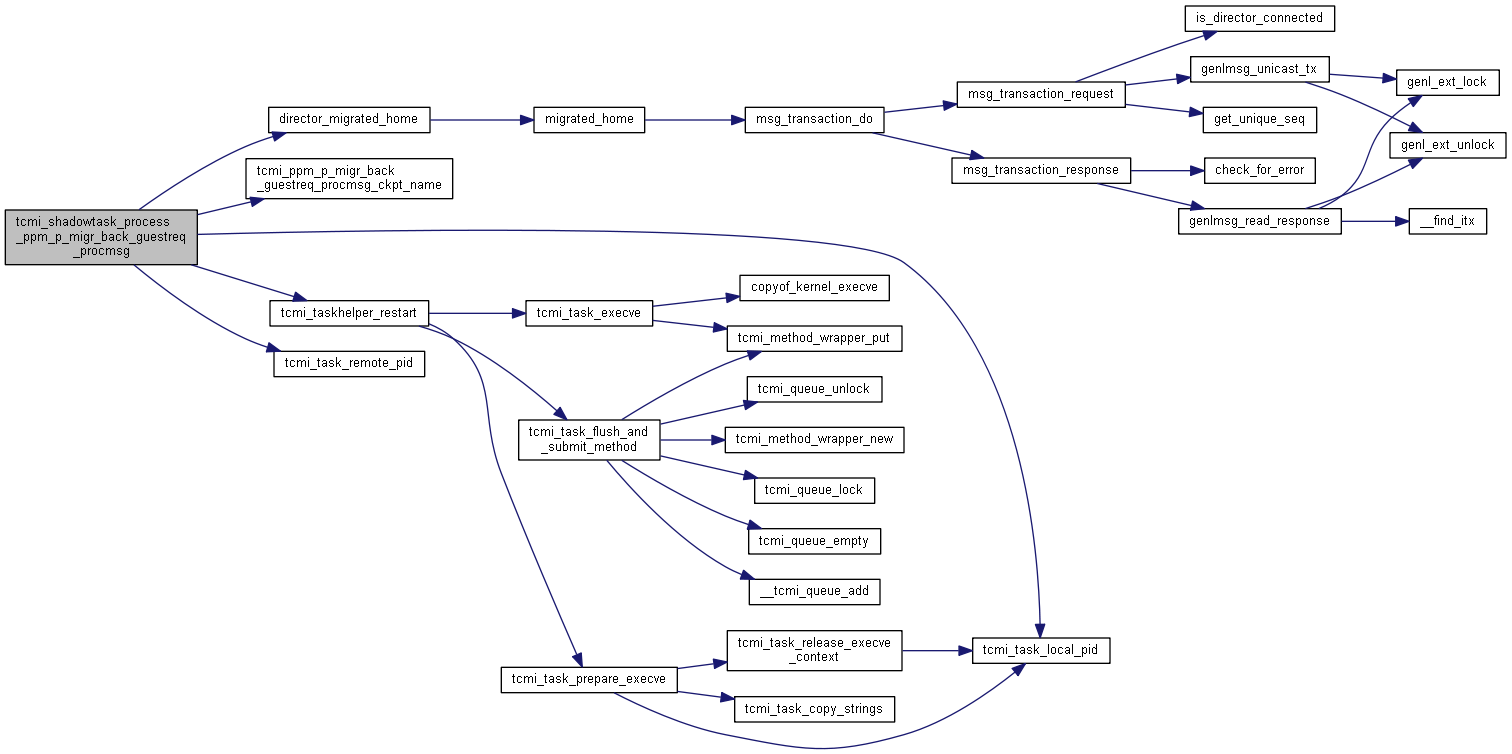 tcmi_shadowtask_process
_ppm_p_migr_back_guestreq
_procmsg
director_migrated_home
tcmi_ppm_p_migr_back
_guestreq_procmsg_ckpt_name
tcmi_taskhelper_restart
tcmi_task_remote_pid
migrated_home
tcmi_task_execve
tcmi_task_flush_and
_submit_method
tcmi_task_prepare_execve
msg_transaction_do
copyof_kernel_execve
tcmi_method_wrapper_put
tcmi_queue_unlock
tcmi_method_wrapper_new
tcmi_queue_lock
tcmi_queue_empty
__tcmi_queue_add
tcmi_task_release_execve
_context
tcmi_task_copy_strings
msg_transaction_request
msg_transaction_response
tcmi_task_local_pid
is_director_connected
genlmsg_unicast_tx
get_unique_seq
check_for_error
genlmsg_read_response
genl_ext_lock
genl_ext_unlock
__find_itx